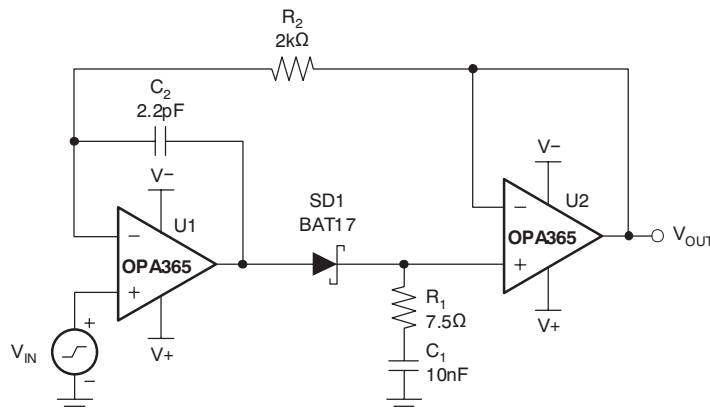 R2
2kΩ
C2
2.2pF
V−
U1
−
OPA365
+
V+
VIN
+
−
SD1
BAT17
R1
7.5Ω
C1
10nF
V−
U2
−
OPA365
+
V+
VOUT